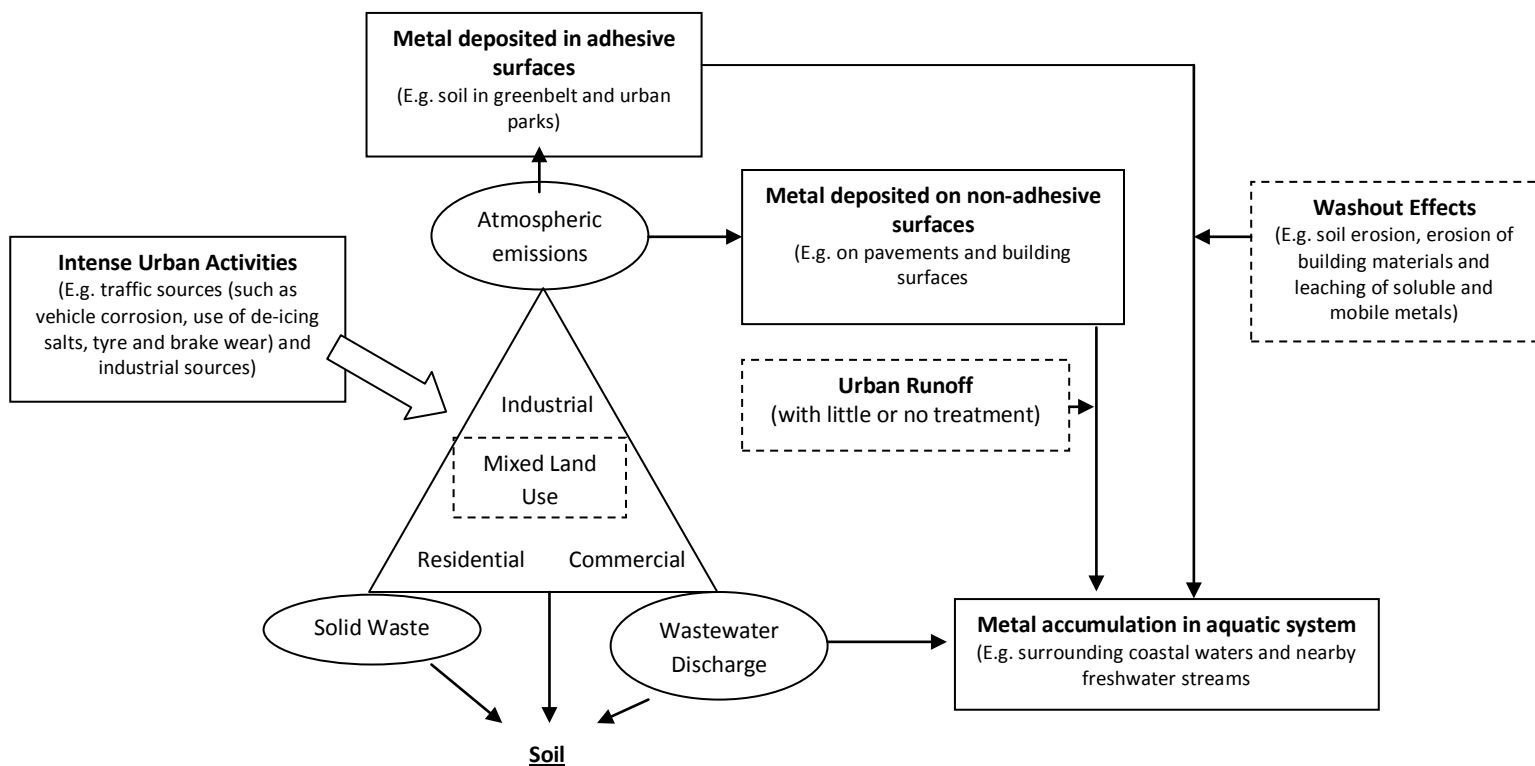 Metal deposited in adhesive
surfaces
(E.g. soil in greenbelt and urban
parks)
Atmospheric
emissions
Metal deposited on non-adhesive
surfaces
(E.g. on pavements and building
surfaces
Washout Effects
(E.g. soil erosion, erosion of
building materials and
leaching of soluble and
mobile metals)
Intense Urban Activities
(E.g. traffic sources (such as
vehicle corrosion, use of de-icing
salts, tyre and brake wear) and
industrial sources)
Urban Runoff
(with little or no treatment)
Industrial
Mixed Land
Use
Residential
Commercial
Solid Waste
Wastewater
Discharge
Metal accumulation in aquatic system
(E.g. surrounding coastal waters and nearby
freshwater streams
Soil